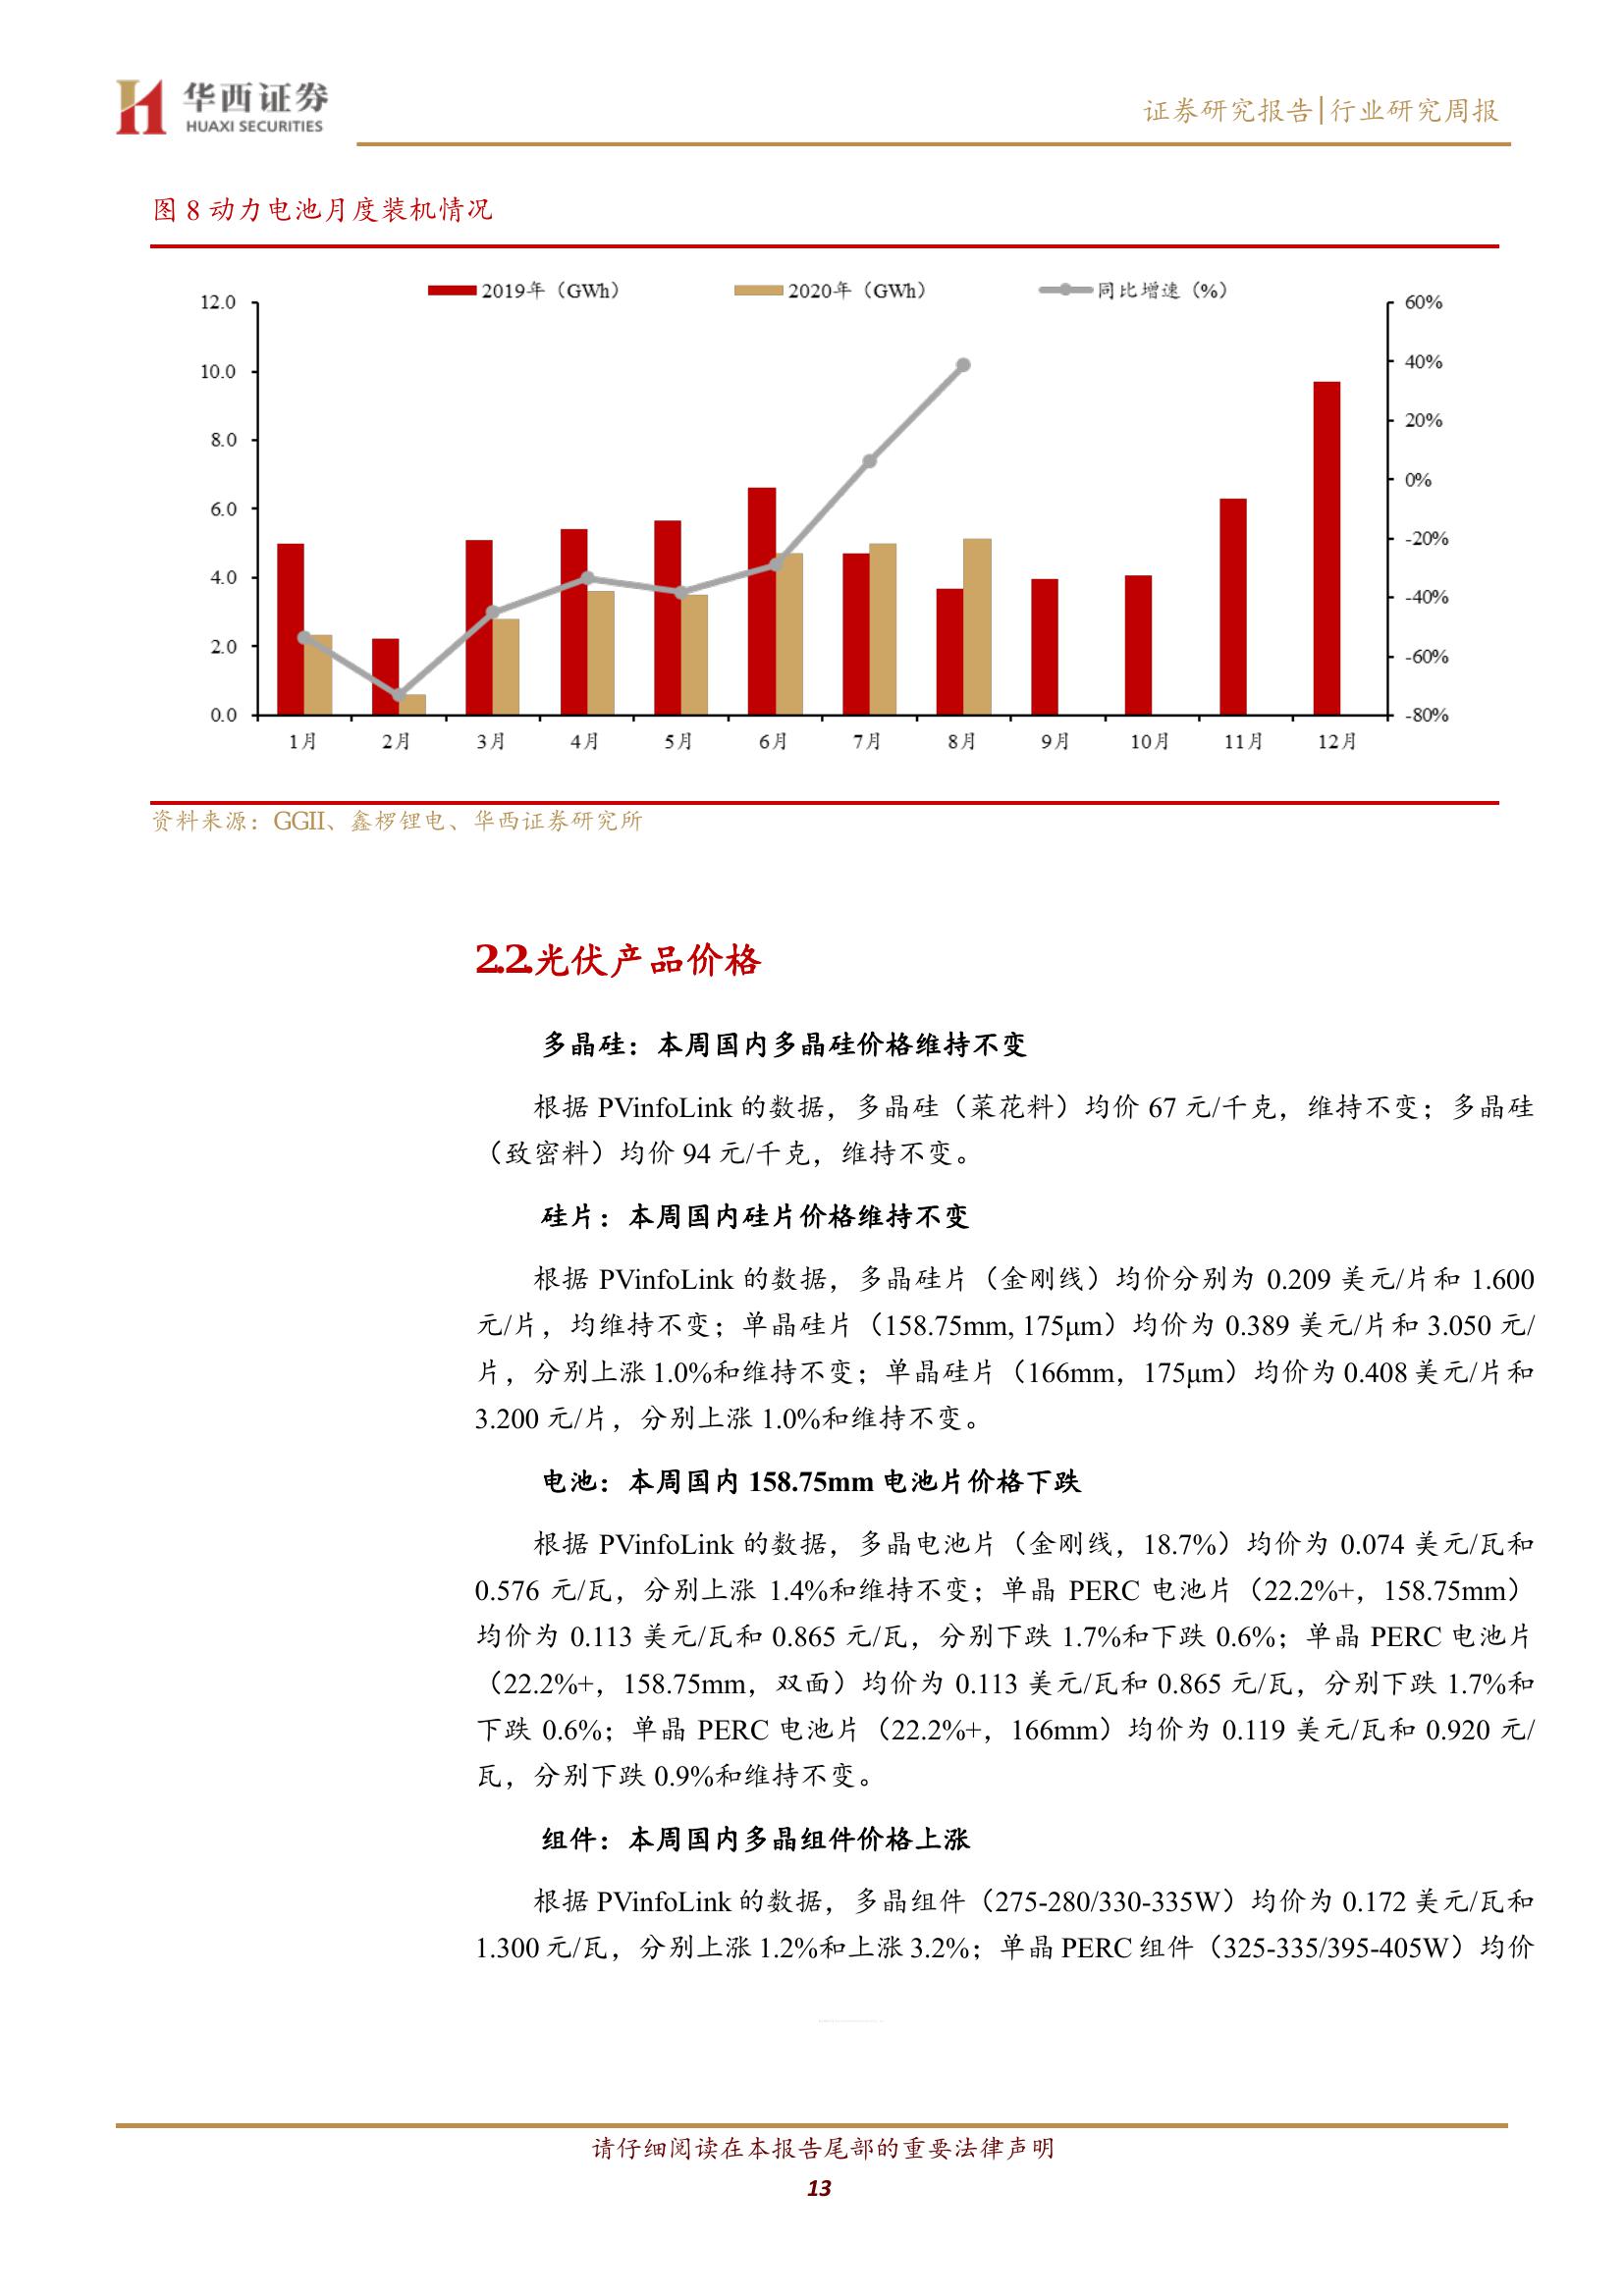 华西证券
HUAXI SECURITIES
证券研究报告|行业研究周报
图 8 动力电池月度装机情况
2019年（GWh） 2020年（GWh） 同比增速（%）
12.0 60%
10.0 40%
8.0 20%
6.0 0%
-20%
4.0 -40%
2.0 -60%
0.0 -80%
1月 2月 3月 4月 5月 6月 7月 8月 9月 10月 11月 12月
资料来源：GGII、鑫椤锂电、华西证券研究所
2.2.光伏产品价格
多晶硅：本周国内多晶硅价格维持不变
根据 PVinfoLink 的数据，多晶硅（菜花料）均价 67 元/千克，维持不变；多晶硅
（致密料）均价 94 元/千克，维持不变。
硅片：本周国内硅片价格维持不变
根据 PVinfoLink 的数据，多晶硅片（金刚线）均价分别为 0.209 美元/片和 1.600
元/片，均维持不变；单晶硅片（158.75mm, 175μm）均价为 0.389 美元/片和 3.050 元/
片，分别上涨 1.0%和维持不变；单晶硅片（166mm，175μm）均价为 0.408 美元/片和
3.200 元/片，分别上涨 1.0%和维持不变。
电池：本周国内 158.75mm 电池片价格下跌
根据 PVinfoLink 的数据，多晶电池片（金刚线，18.7%）均价为 0.074 美元/瓦和
0.576 元/瓦，分别上涨 1.4%和维持不变；单晶 PERC 电池片（22.2%+，158.75mm）
均价为 0.113 美元/瓦和 0.865 元/瓦，分别下跌 1.7%和下跌 0.6%；单晶 PERC 电池片
（22.2%+，158.75mm，双面）均价为 0.113 美元/瓦和 0.865 元/瓦，分别下跌 1.7%和
下跌 0.6%；单晶 PERC 电池片（22.2%+，166mm）均价为 0.119 美元/瓦和 0.920 元/
瓦，分别下跌 0.9%和维持不变。
组件：本周国内多晶组件价格上涨
根据 PVinfoLink 的数据，多晶组件（275-280/330-335W）均价为 0.172 美元/瓦和
1.300 元/瓦，分别上涨 1.2%和上涨 3.2%；单晶 PERC 组件（325-335/395-405W）均价
请仔细阅读在本报告尾部的重要法律声明
13